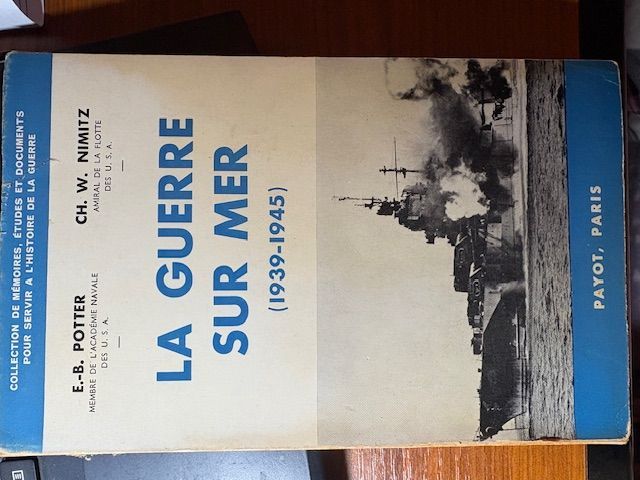 COLLECTION DE MÉMOIRES, ÉTUDES ET DOCUMENTS
POUR SERVIR A L'HISTOIRE DE LA GUERRE
E.-B. POTTER
MEMBRE DE L'ACADÉMIE NAVALE
DES U. S. A.
CH. W. NIMITZ
AMIRAL DE LA FLOTTE
DES U. S. A.
LA GUERRE
SUR MER
(1939-1945)
PAYOT, PARIS